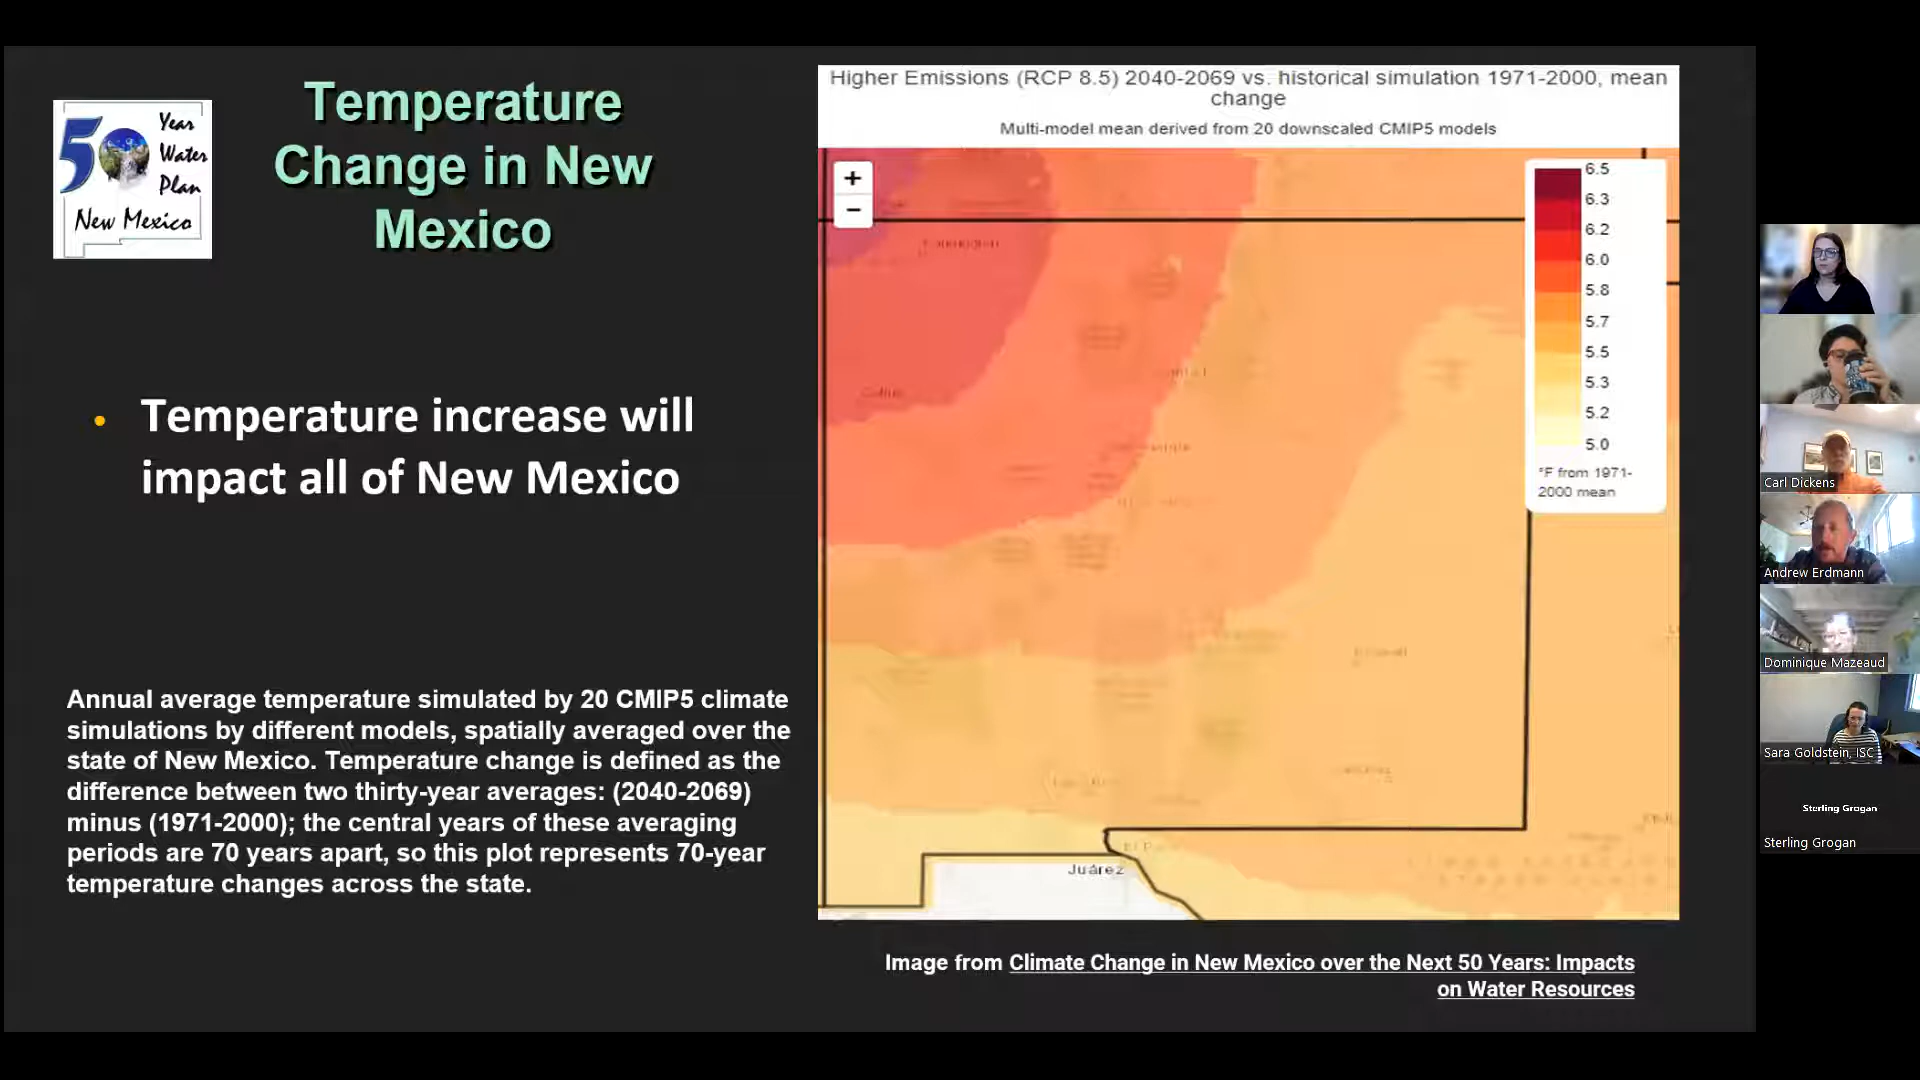 50
Year
Water
Plan
New Mexico
Temperature
Change in New
Mexico
• Temperature increase will
impact all of New Mexico
Annual average temperature simulated by 20 CMIP5 climate
simulations by different models, spatially averaged over the
state of New Mexico. Temperature change is defined as the
difference between two thirty-year averages: (2040-2069)
minus (1971-2000); the central years of these averaging
periods are 70 years apart, so this plot represents 70-year
temperature changes across the state.
Higher Emissions (RCP 8.5) 2040-2069 vs. historical simulation 1971-2000, mean
change
Multi-model mean derived from 20 downscaled CMIP5 models
+
−
6.5
6.3
6.2
6.0
5.8
5.7
5.5
5.3
5.2
5.0
°F from 1971-
2000 mean
Farmington
Gallup
El Paso
Juárez
Image from Climate Change in New Mexico over the Next 50 Years: Impacts
on Water Resources
Carl Dickens
Andrew Erdmann
Dominique Mazeaud
Sara Goldstein, ISC
Sterling Grogan
Sterling Grogan